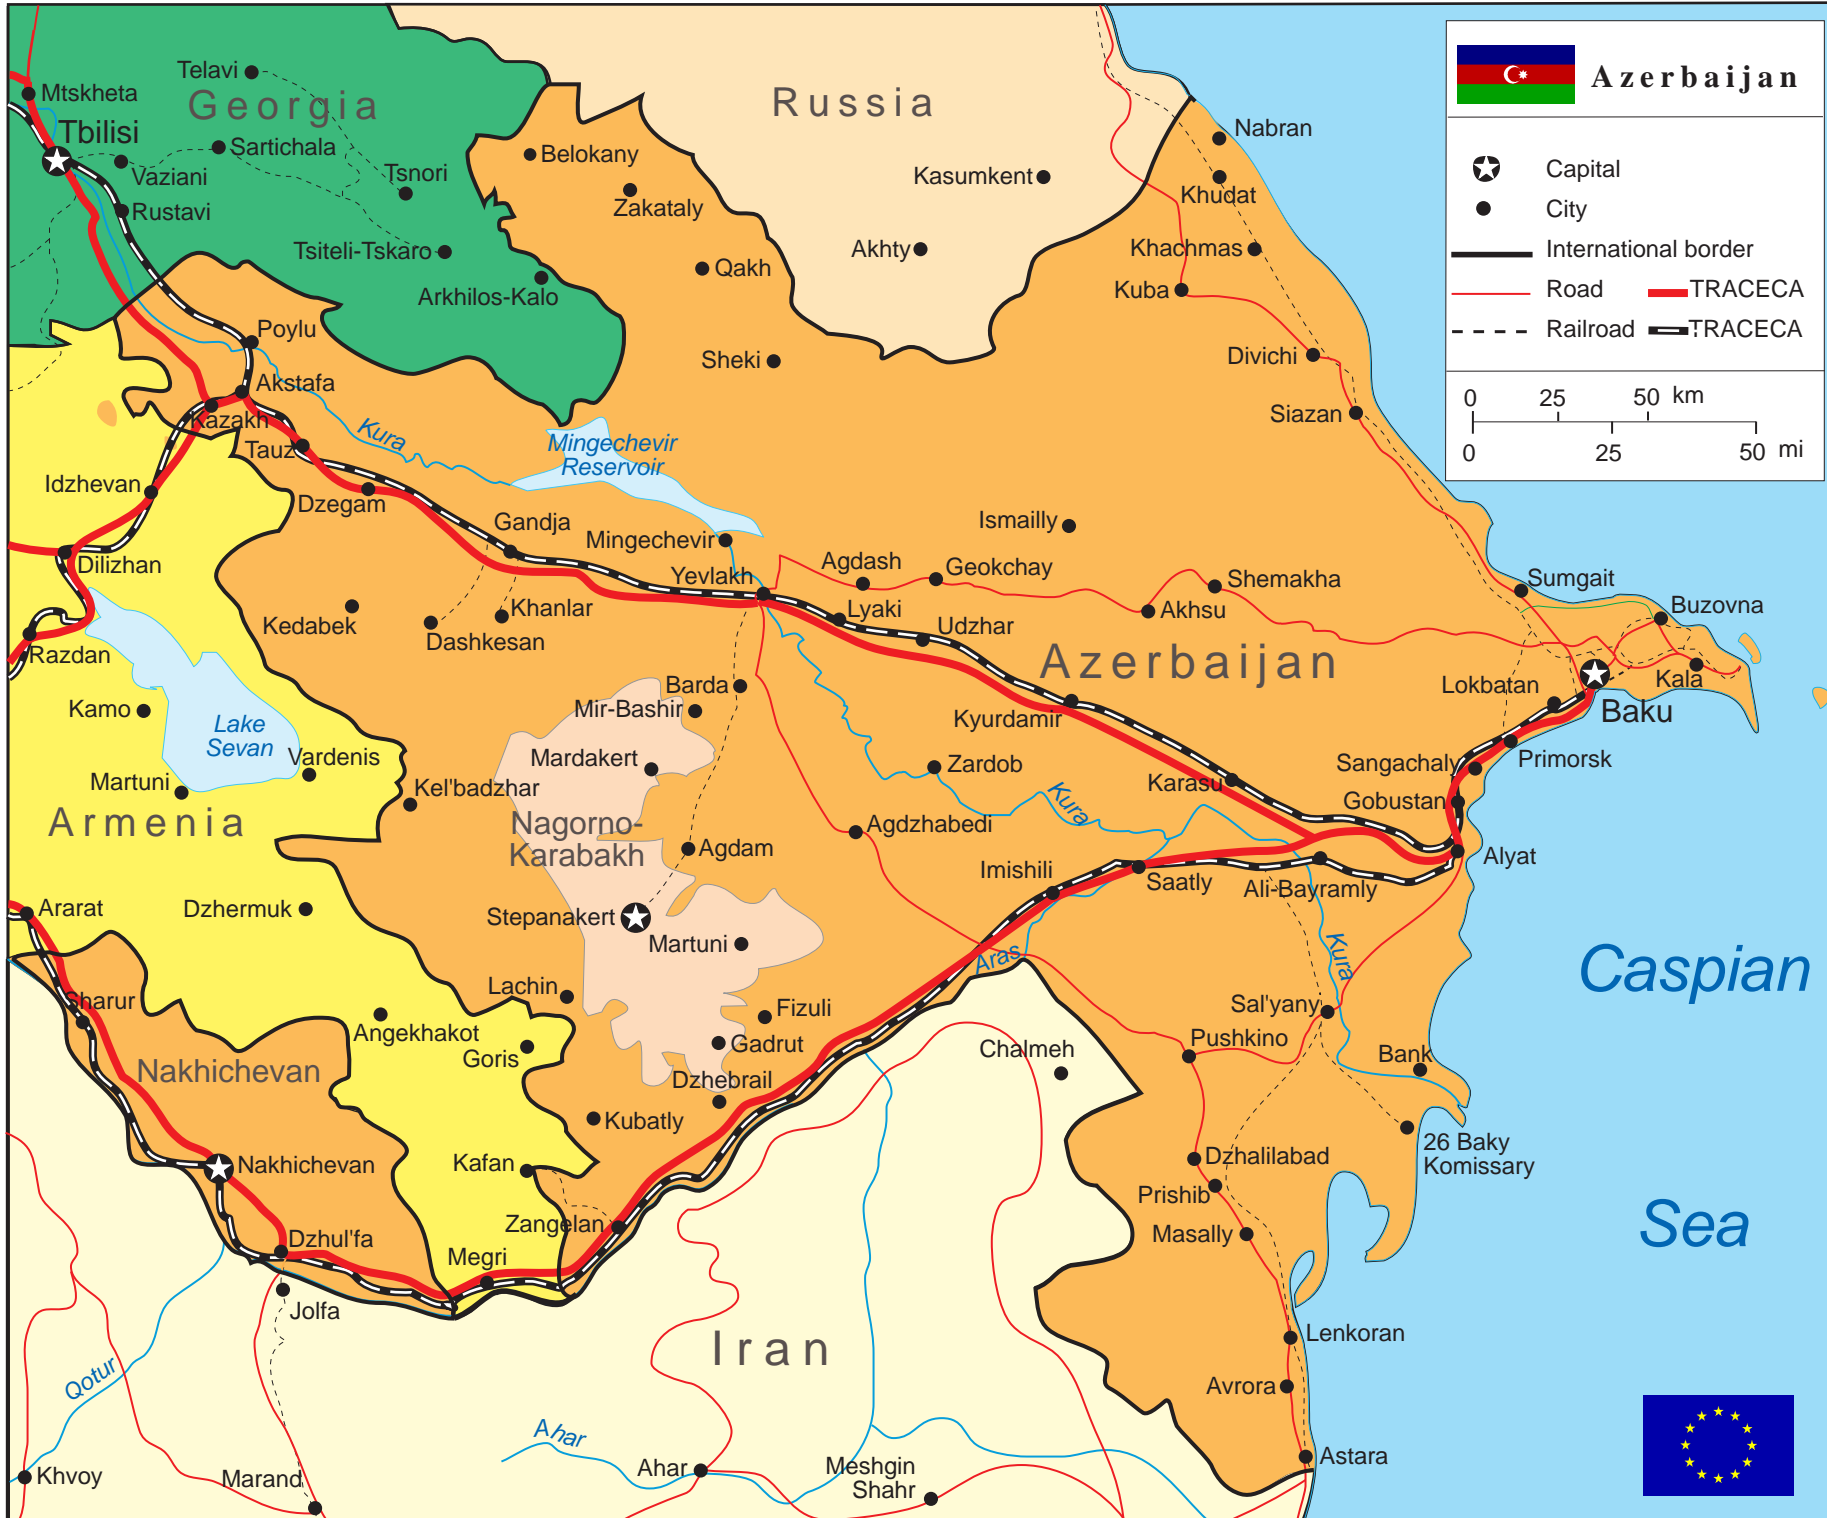 Azerbaijan
Capital
City
International border
Road
TRACECA
Railroad
TRACECA
0 25 50 km
0 25 50 mi
Georgia
Russia
Telavi
Mtskheta
Tbilisi
Sartichala
Vaziani
Tsnori
Rustavi
Tsiteli-Tskaro
Arkhilos-Kalo
Belokany
Zakataly
Qakh
Kasumkent
Akhty
Nabran
Khudat
Khachmas
Kuba
Divichi
Siazan
Sheki
Poylu
Akstafa
Kazakh
Tauz
Kura
Mingechevir
Reservoir
Idzhevan
Dzegam
Gandja
Mingechevir
Ismailly
Dilizhan
Yevlakh
Agdash
Geokchay
Shemakha
Sumgait
Buzovna
Kedabek
Dashkesan
Khanlar
Lyaki
Udzhar
Akhsu
Razdan
Azerbaijan
Kala
Lokbatan
Baku
Barda
Mir-Bashir
Kyurdamir
Kamo
Lake
Sevan
Vardenis
Mardakert
Zardob
Karasu
Sangachaly
Primorsk
Martuni
Kel'badzhar
Kura
Gobustan
Armenia
Nagorno-
Karabakh
Agdam
Agdzhabedi
Alyat
Imishili
Saatly
Ali-Bayramly
Ararat
Dzhermuk
Stepanakert
Martuni
Aras
Kura
Caspian
Sea
Sharur
Lachin
Fizuli
Sal'yany
Angekhakot
Goris
Gadrut
Chalmeh
Pushkino
Bank
Nakhichevan
Dzhebrail
Kubatly
26 Baky
Komissary
Nakhichevan
Kafan
Dzhalilabad
Prishib
Zangelan
Masally
Dzhul'fa
Megri
Jolfa
Iran
Lenkoran
Qotur
Avrora
Ahar
Khvoy
Marand
Ahar
Meshgin
Shahr
Astara